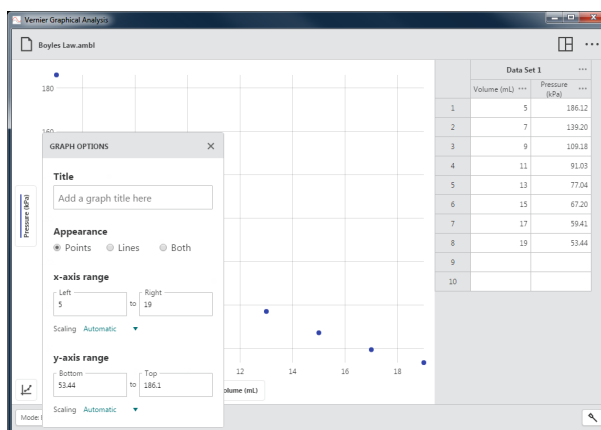 Vernier Graphical Analysis
Boyles Law.ambl
180
160
Pressure (kPa)
GRAPH OPTIONS
Title
Add a graph title here
Appearance
Points Lines Both
x-axis range
Left Right
5 to 19
Scaling Automatic
y-axis range
Bottom Top
53.44 to 186.1
Scaling Automatic
12 14 16 18
olume (mL)
Mode:
Data Set 1
Volume (mL) Pressure
(kPa)
1 5 186.12
2 7 139.20
3 9 109.18
4 11 91.03
5 13 77.04
6 15 67.20
7 17 59.41
8 19 53.44
9
10